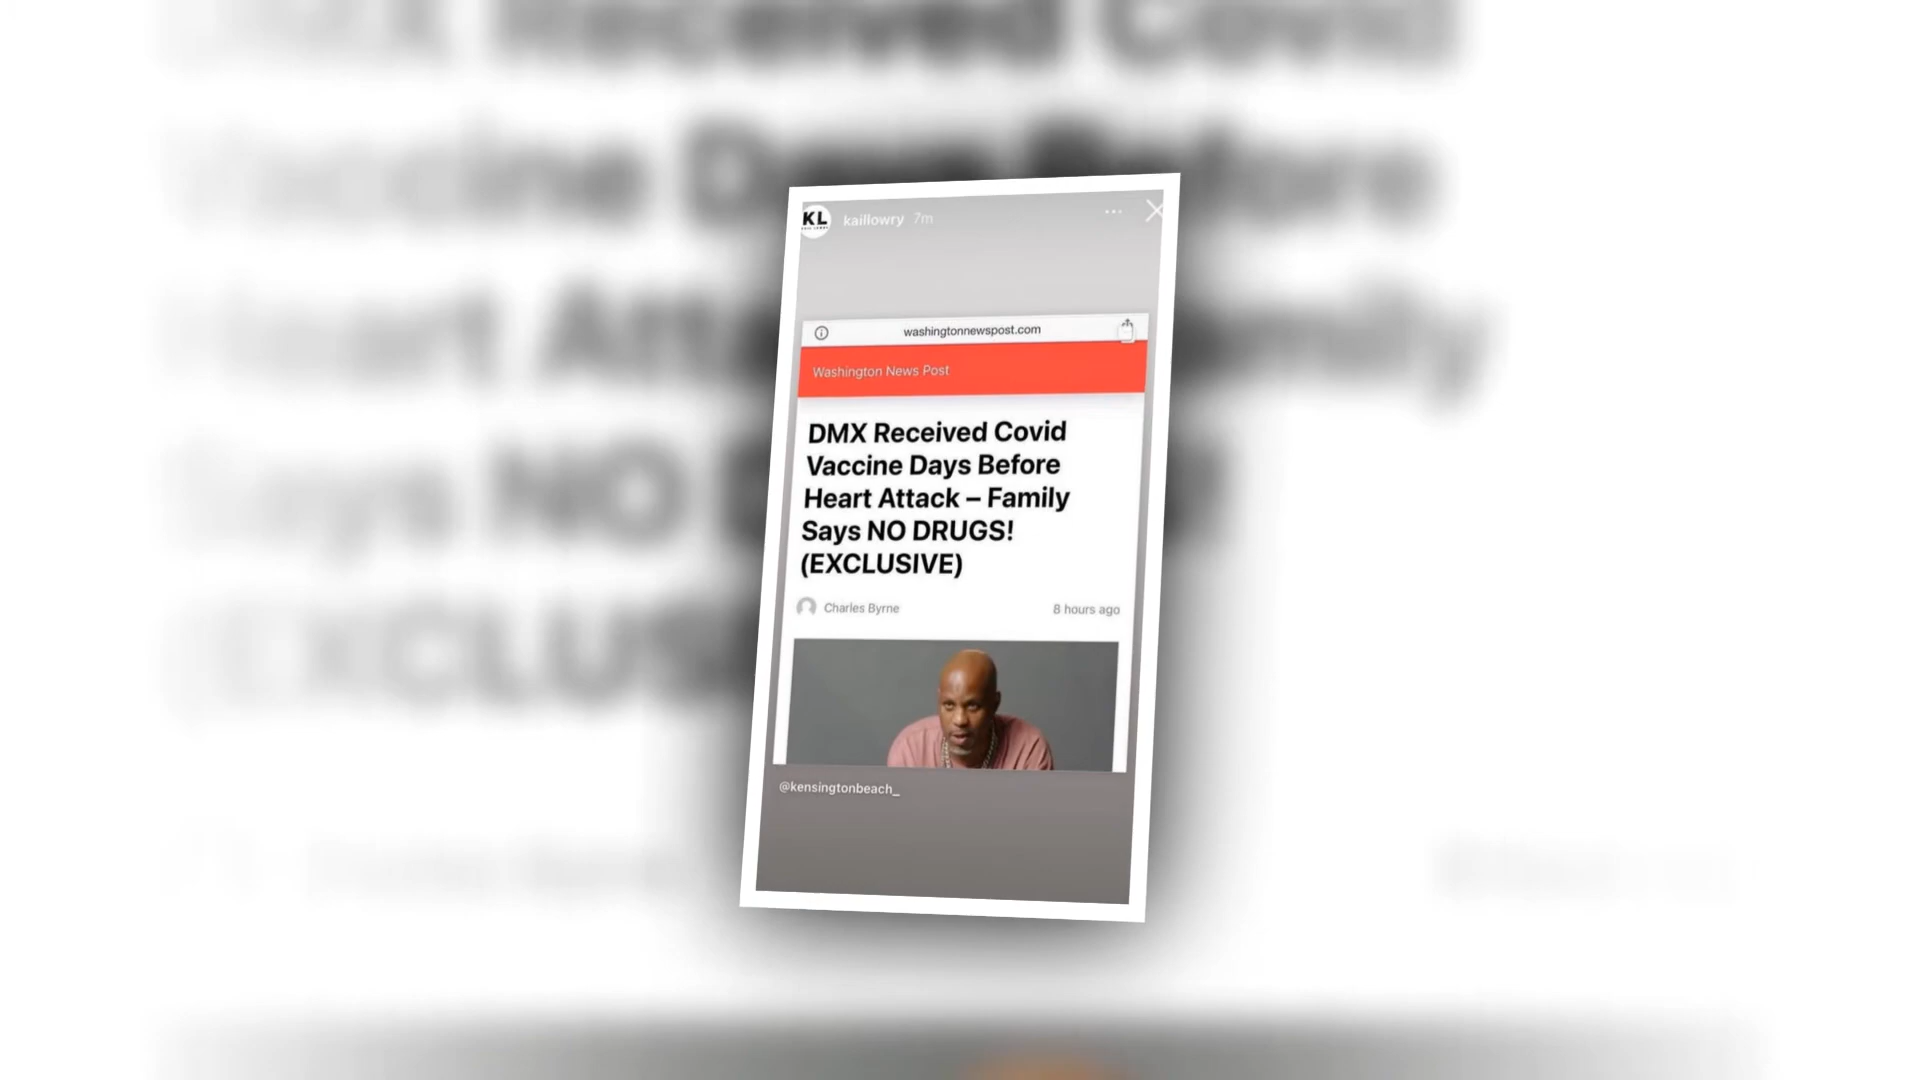 KL
kaillowry 7m
washingtonnewspost.com
Washington News Post
DMX Received Covid
Vaccine Days Before
Heart Attack – Family
Says NO DRUGS!
(EXCLUSIVE)
Charles Byrne 8 hours ago
@kensingtonbeach_